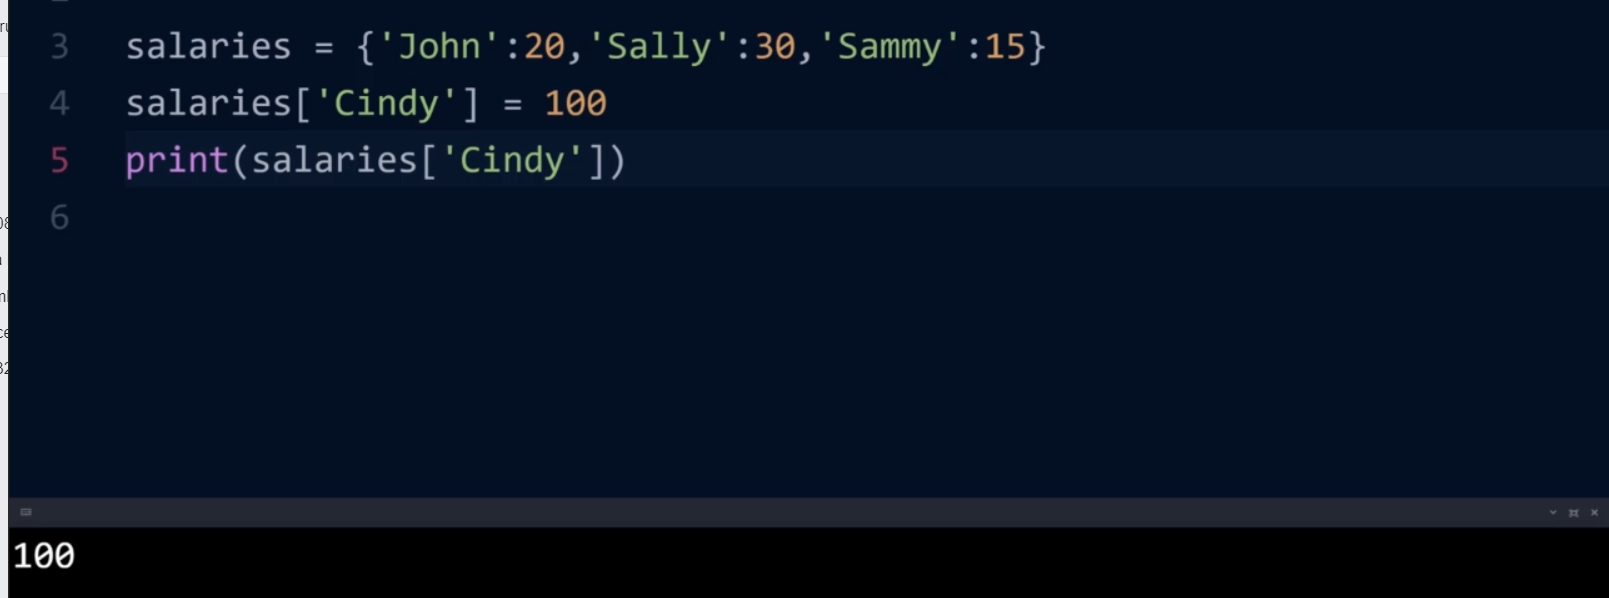 3 salaries = {'John':20,'Sally':30,'Sammy':15}
4 salaries['Cindy'] = 100
5 print(salaries['Cindy'])
6
100